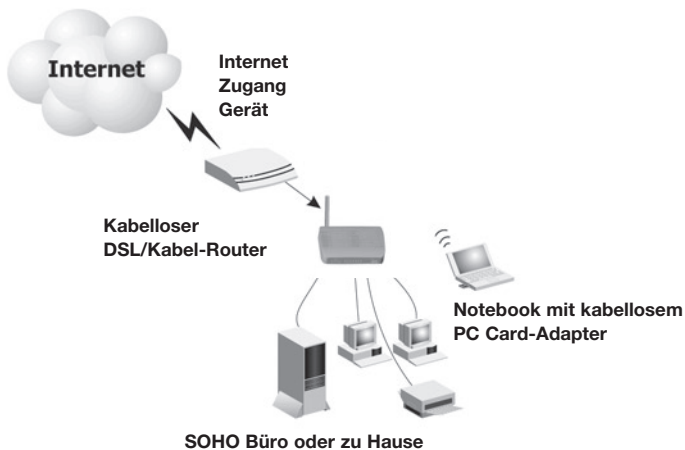 Internet
Internet
Zugang
Gerät
Kabelloser
DSL/Kabel-Router
Notebook mit kabellosem
PC Card-Adapter
SOHO Büro oder zu Hause